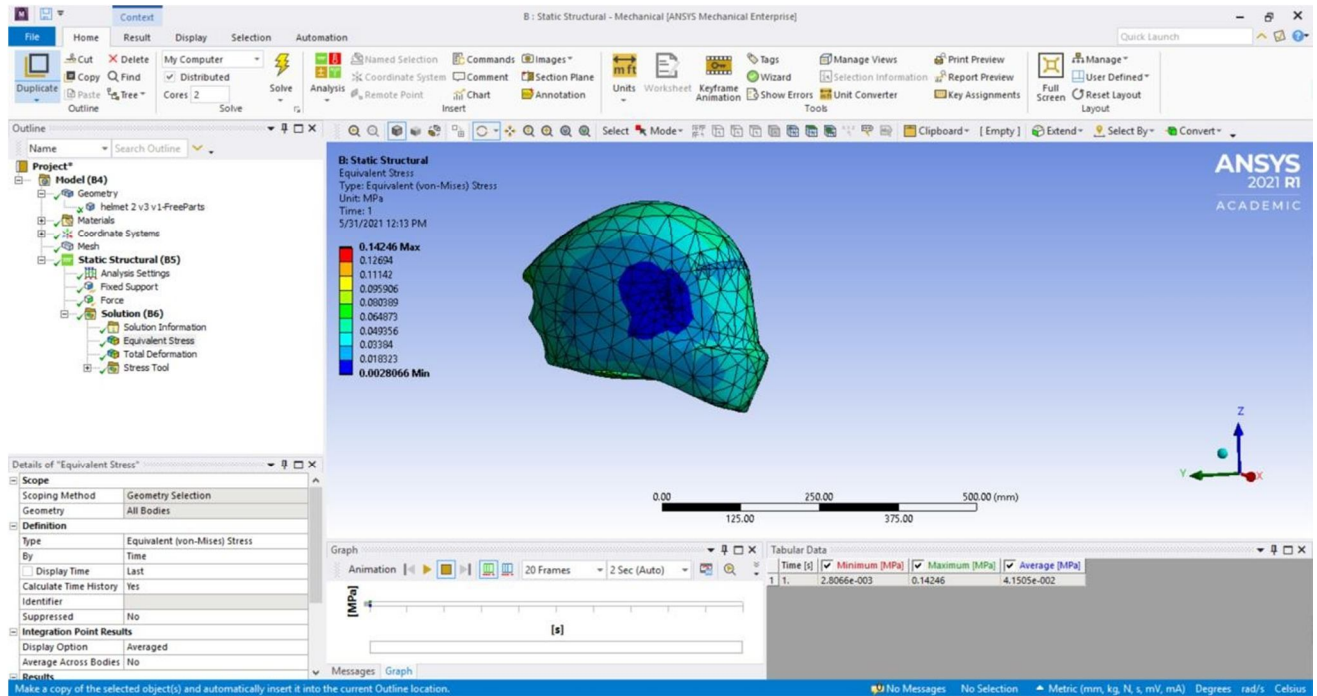 Context
B : Static Structural - Mechanical [ANSYS Mechanical Enterprise]
File Home Result Display Selection Automation
Quick Launch
Duplicate
Cut
Copy
Paste
Delete
Find
Tree
Outline
My Computer
Distributed
Cores 2
Solve
Solve
Analysis
Named Selection
Coordinate System
Remote Point
Commands
Comment
Chart
Images
Section Plane
Annotation
Insert
Units
Worksheet
Keyframe
Animation
Tags
Wizard
Show Errors
Manage Views
Selection Information
Unit Converter
Print Preview
Report Preview
Key Assignments
Tools
Full
Screen
Manage
User Defined
Reset Layout
Layout
Outline
Name Search Outline
Select Mode Clipboard [ Empty ] Extend Select By Convert
Project*
Model (B4)
Geometry
helmet 2 v3 v1-FreeParts
Materials
Coordinate Systems
Mesh
Static Structural (B5)
Analysis Settings
Fixed Support
Force
Solution (B6)
Solution Information
Equivalent Stress
Total Deformation
Stress Tool
B: Static Structural
Equivalent Stress
Type: Equivalent (von-Mises) Stress
Unit: MPa
Time: 1
5/31/2021 12:13 PM
0.14246 Max
0.12694
0.11142
0.095906
0.080389
0.064873
0.049356
0.03384
0.018323
0.0028066 Min
ANSYS
2021 R1
ACADEMIC
Z
Y X
0.00 250.00 500.00 (mm)
125.00 375.00
Details of "Equivalent Stress"
Scope
Scoping Method Geometry Selection
Geometry All Bodies
Definition
Type Equivalent (von-Mises) Stress
By Time
Display Time Last
Calculate Time History Yes
Identifier
Suppressed No
Integration Point Results
Display Option Averaged
Average Across Bodies No
Results
Graph
Animation 20 Frames 2 Sec (Auto)
[MPa]
[s]
Messages Graph
Tabular Data
Time [s] Minimum [MPa] Maximum [MPa] Average [MPa]
1 1. 2.8066e-003 0.14246 4.1505e-002
Make a copy of the selected object(s) and automatically insert it into the current Outline location.
No Messages No Selection Metric (mm, kg, N, s, mV, mA) Degrees rad/s Celsius